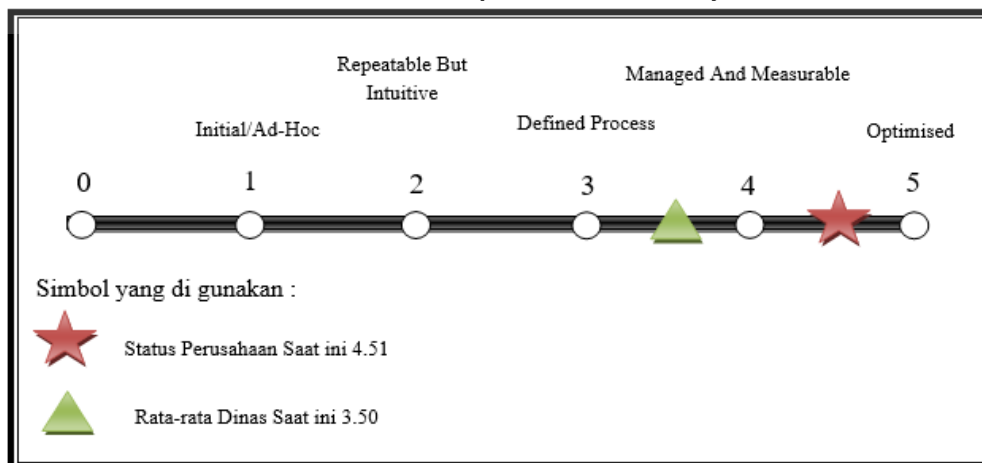 Repeatable But
Intuitive
Managed And Measurable
Initial/Ad-Hoc
Defined Process
Optimised
0 1 2 3 4 5
Simbol yang di gunakan :
Status Perusahaan Saat ini 4.51
Rata-rata Dinas Saat ini 3.50